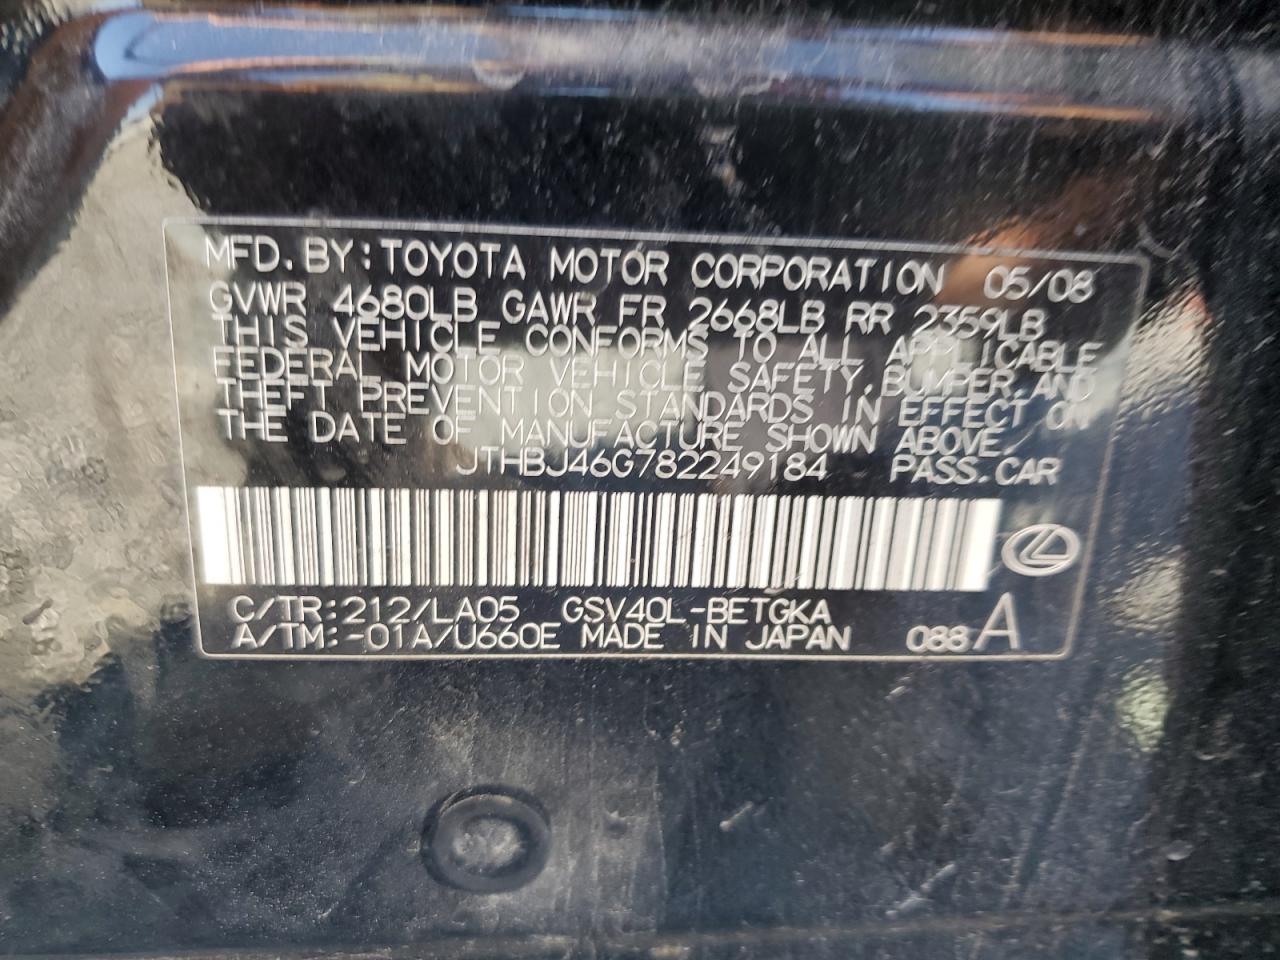 MFD. BY: TOYOTA MOTOR CORPORATION 05/08
GVWR 4680LB GAWR FR 2668LB RR 2359LB
THIS VEHICLE CONFORMS TO ALL APPLICABLE
FEDERAL MOTOR VEHICLE SAFETY, BUMPER, AND
THEFT PREVENTION STANDARDS IN EFFECT ON
THE DATE OF MANUFACTURE SHOWN ABOVE.
JTHBJ46G782249184 PASS. CAR
C/TR: 212/LA05 GSV40L-BETGKA
A/TM: -01A/U660E MADE IN JAPAN 088 A